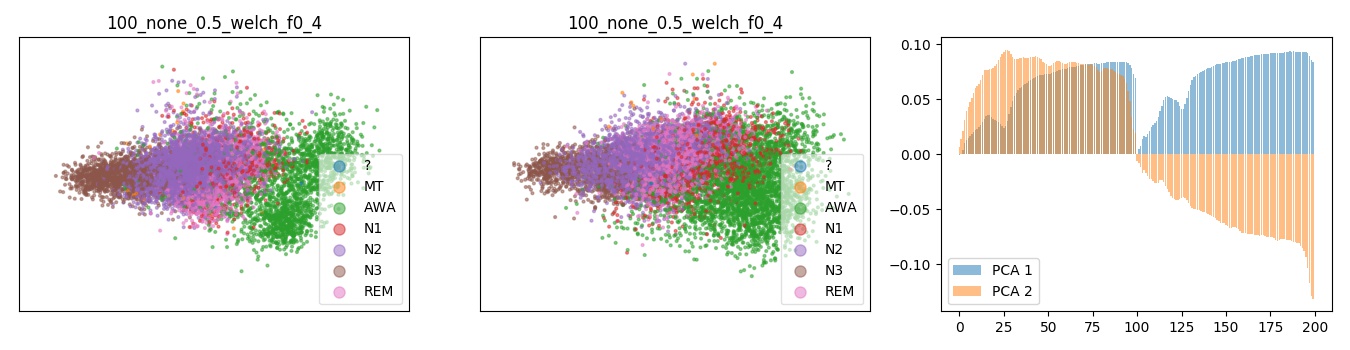 100_none_0.5_welch_f0_4
?
MT
AWA
N1
N2
N3
REM
100_none_0.5_welch_f0_4
?
MT
AWA
N1
N2
N3
REM
0.10
0.05
0.00
−0.05
−0.10
PCA 1
PCA 2
0 25 50 75 100 125 150 175 200